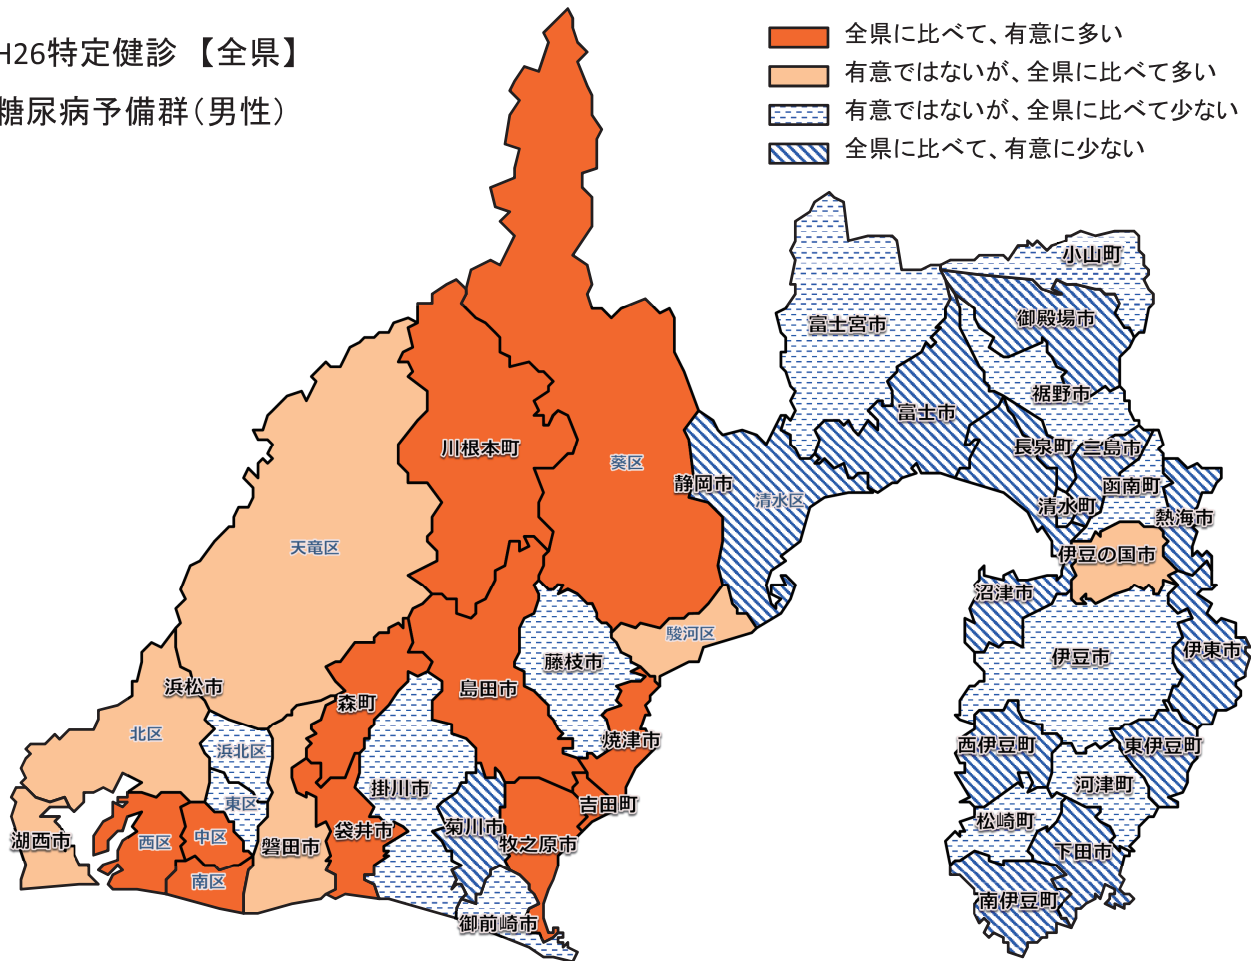 H26特定健診 【全県】
糖尿病予備群(男性)
全県に比べて、有意に多い
有意ではないが、全県に比べて多い
有意ではないが、全県に比べて少ない
全県に比べて、有意に少ない
小山町
御殿場市
富士宮市
裾野市
富士市
長泉町
三島市
函南町
清水町
熱海市
伊豆の国市
沼津市
伊豆市
伊東市
西伊豆町
東伊豆町
河津町
松崎町
下田市
南伊豆町
川根本町
葵区
静岡市
清水区
天竜区
駿河区
藤枝市
島田市
浜松市
森町
北区
浜北区
焼津市
掛川市
東区
吉田町
湖西市
西区
中区
磐田市
袋井市
菊川市
牧之原市
南区
御前崎市